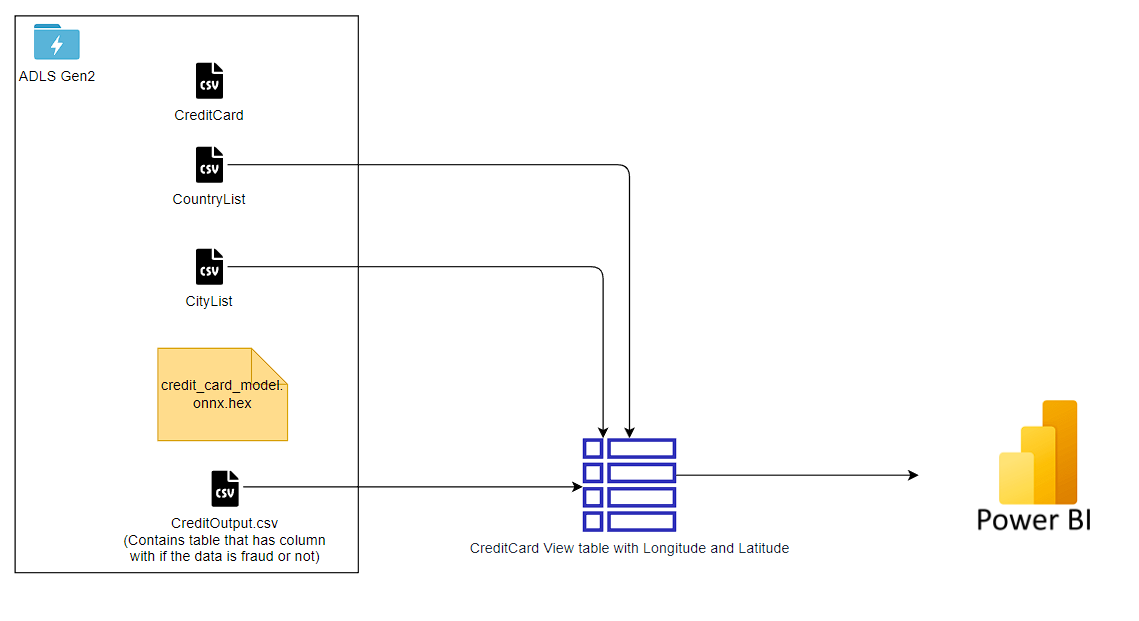 ADLS Gen2
CSV
CreditCard
CSV
CountryList
CSV
CityList
credit_card_model.
onnx.hex
CSV
CreditOutput.csv
(Contains table that has column
with if the data is fraud or not)
CreditCard View table with Longitude and Latitude
Power BI